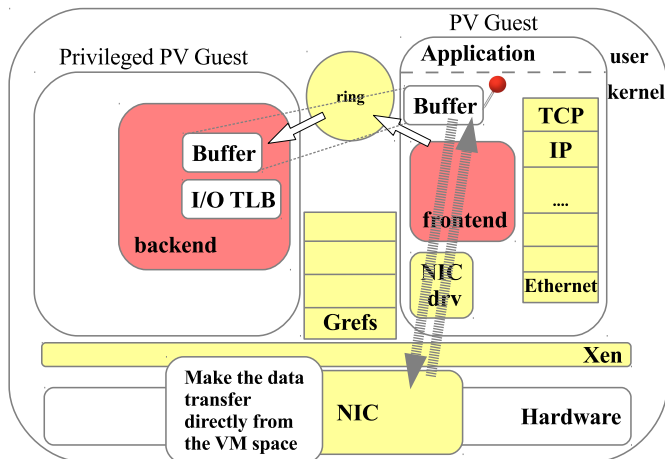 PV Guest
Privileged PV Guest
Application
user
kernel
ring
Buffer
TCP
Buffer
IP
I/O TLB
....
backend
frontend
NIC
drv
Ethernet
Grefs
Xen
Make the data
transfer
directly from
the VM space
NIC
Hardware